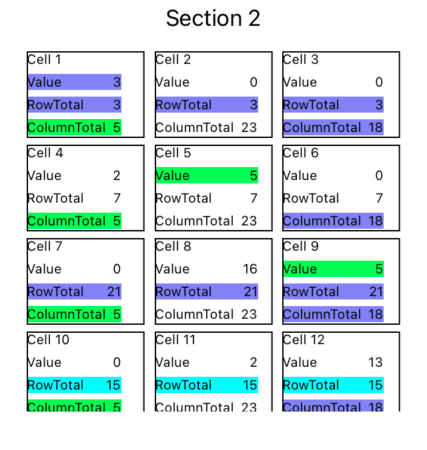 Section 2
Cell 1
Value 3
RowTotal 3
ColumnTotal 5
Cell 2
Value 0
RowTotal 3
ColumnTotal 23
Cell 3
Value 0
RowTotal 3
ColumnTotal 18
Cell 4
Value 2
RowTotal 7
ColumnTotal 5
Cell 5
Value 5
RowTotal 7
ColumnTotal 23
Cell 6
Value 0
RowTotal 7
ColumnTotal 18
Cell 7
Value 0
RowTotal 21
ColumnTotal 5
Cell 8
Value 16
RowTotal 21
ColumnTotal 23
Cell 9
Value 5
RowTotal 21
ColumnTotal 18
Cell 10
Value 0
RowTotal 15
ColumnTotal 5
Cell 11
Value 2
RowTotal 15
ColumnTotal 23
Cell 12
Value 13
RowTotal 15
ColumnTotal 18